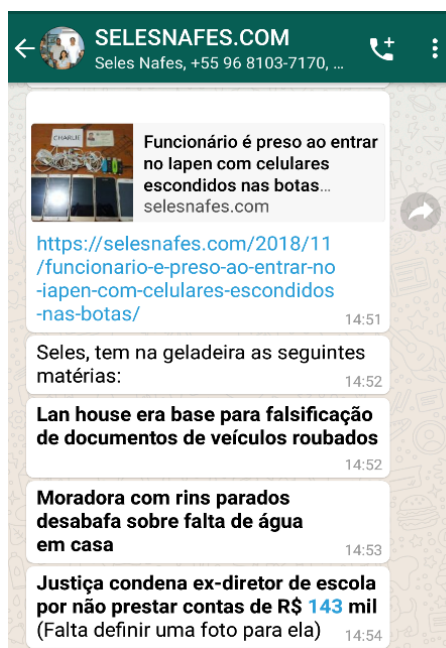 SELESNAFES.COM
Seles Nafes, +55 96 8103-7170, ...
CHARLIE
Funcionário é preso ao entrar
no Iapen com celulares
escondidos nas botas...
selesnafes.com
https://selesnafes.com/2018/11
/funcionario-e-preso-ao-entrar-no
-iapen-com-celulares-escondidos
-nas-botas/
14:51
Seles, tem na geladeira as seguintes
matérias:
14:52
Lan house era base para falsificação
de documentos de veículos roubados
14:52
Moradora com rins parados
desabafa sobre falta de água
em casa
14:53
Justiça condena ex-diretor de escola
por não prestar contas de R$ 143 mil
(Falta definir uma foto para ela)
14:54